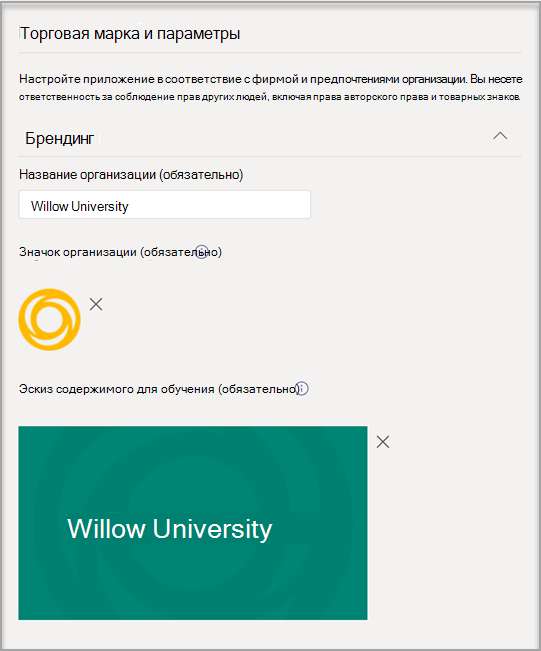 Торговая марка и параметры
Настройте приложение в соответствие с фирмой и предпочтениями организации. Вы несете
ответственность за соблюдение прав других людей, включая права авторского права и товарных знаков.
Брендинг
Название организации (обязательно)
Willow University
Значок организации (обязательно)
Эскиз содержимого для обучения (обязательно)
Willow University